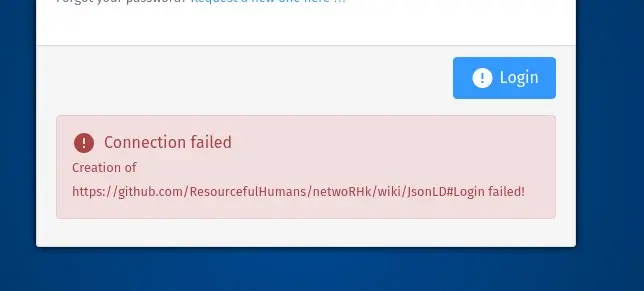 Forgot your password? Request a new one here ...
Login
Connection failed
Creation of
https://github.com/ResourcefulHumans/netwoRHk/wiki/JsonLD#Login failed!